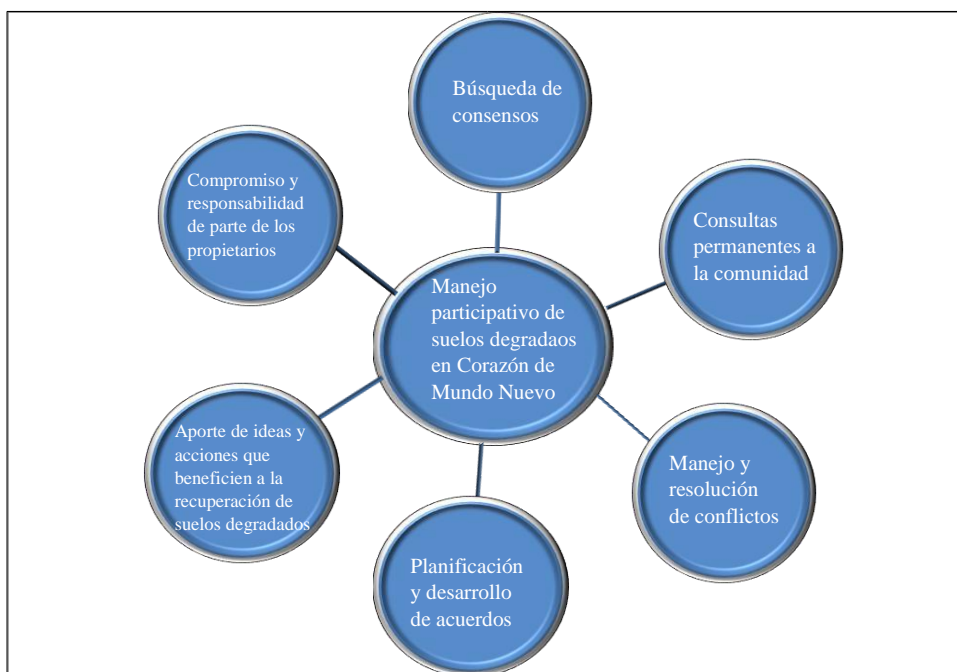 Búsqueda de
consensos
Compromiso y
responsabilidad
de parte de los
propietarios
Consultas
permanentes a
la comunidad
Manejo
participativo de
suelos degradaos
en Corazón de
Mundo Nuevo
Aporte de ideas y
acciones que
beneficien a la
recuperación de
suelos degradados
Manejo y
resolución
de conflictos
Planificación
y desarrollo
de acuerdos